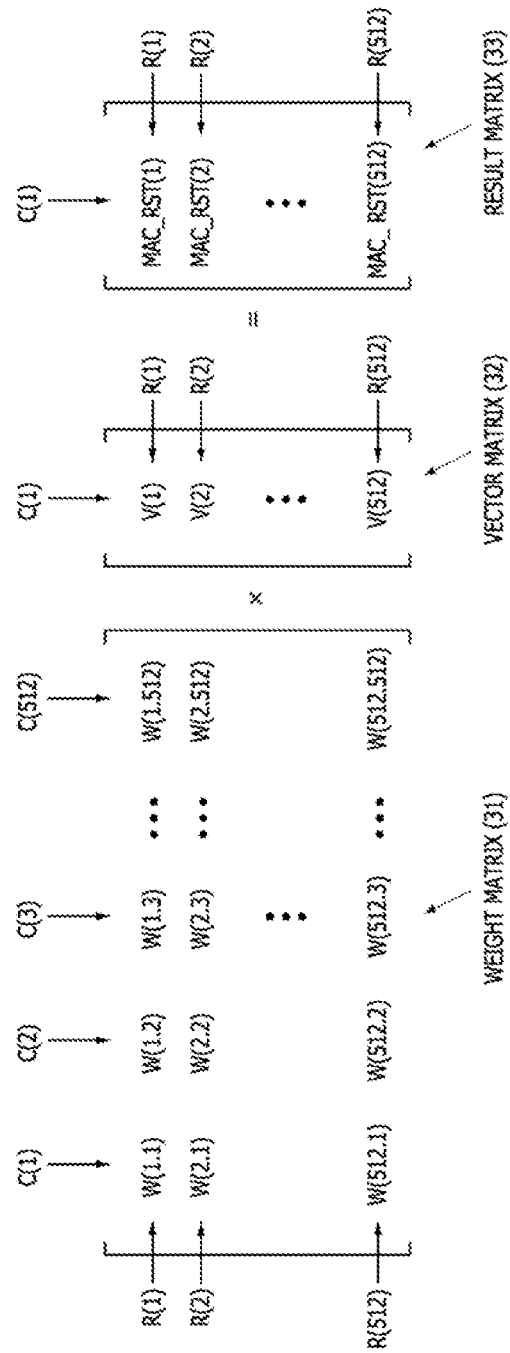 C(1) C(2) C(3) C(512) C(1) C(1)
R(1) W(1.1) W(1.2) W(1.3) ••• W(1.512) V(1) R(1) MAC_RST(1) R(1)
R(2) W(2.1) W(2.2) W(2.3) ••• W(2.512) × V(2) R(2) = MAC_RST(2) R(2)
••• ••• •••
R(512) W(512.1) W(512.2) W(512.3) ••• W(512.512) V(512) R(512) MAC_RST(512) R(512)
WEIGHT MATRIX (31) VECTOR MATRIX (32) RESULT MATRIX (33)